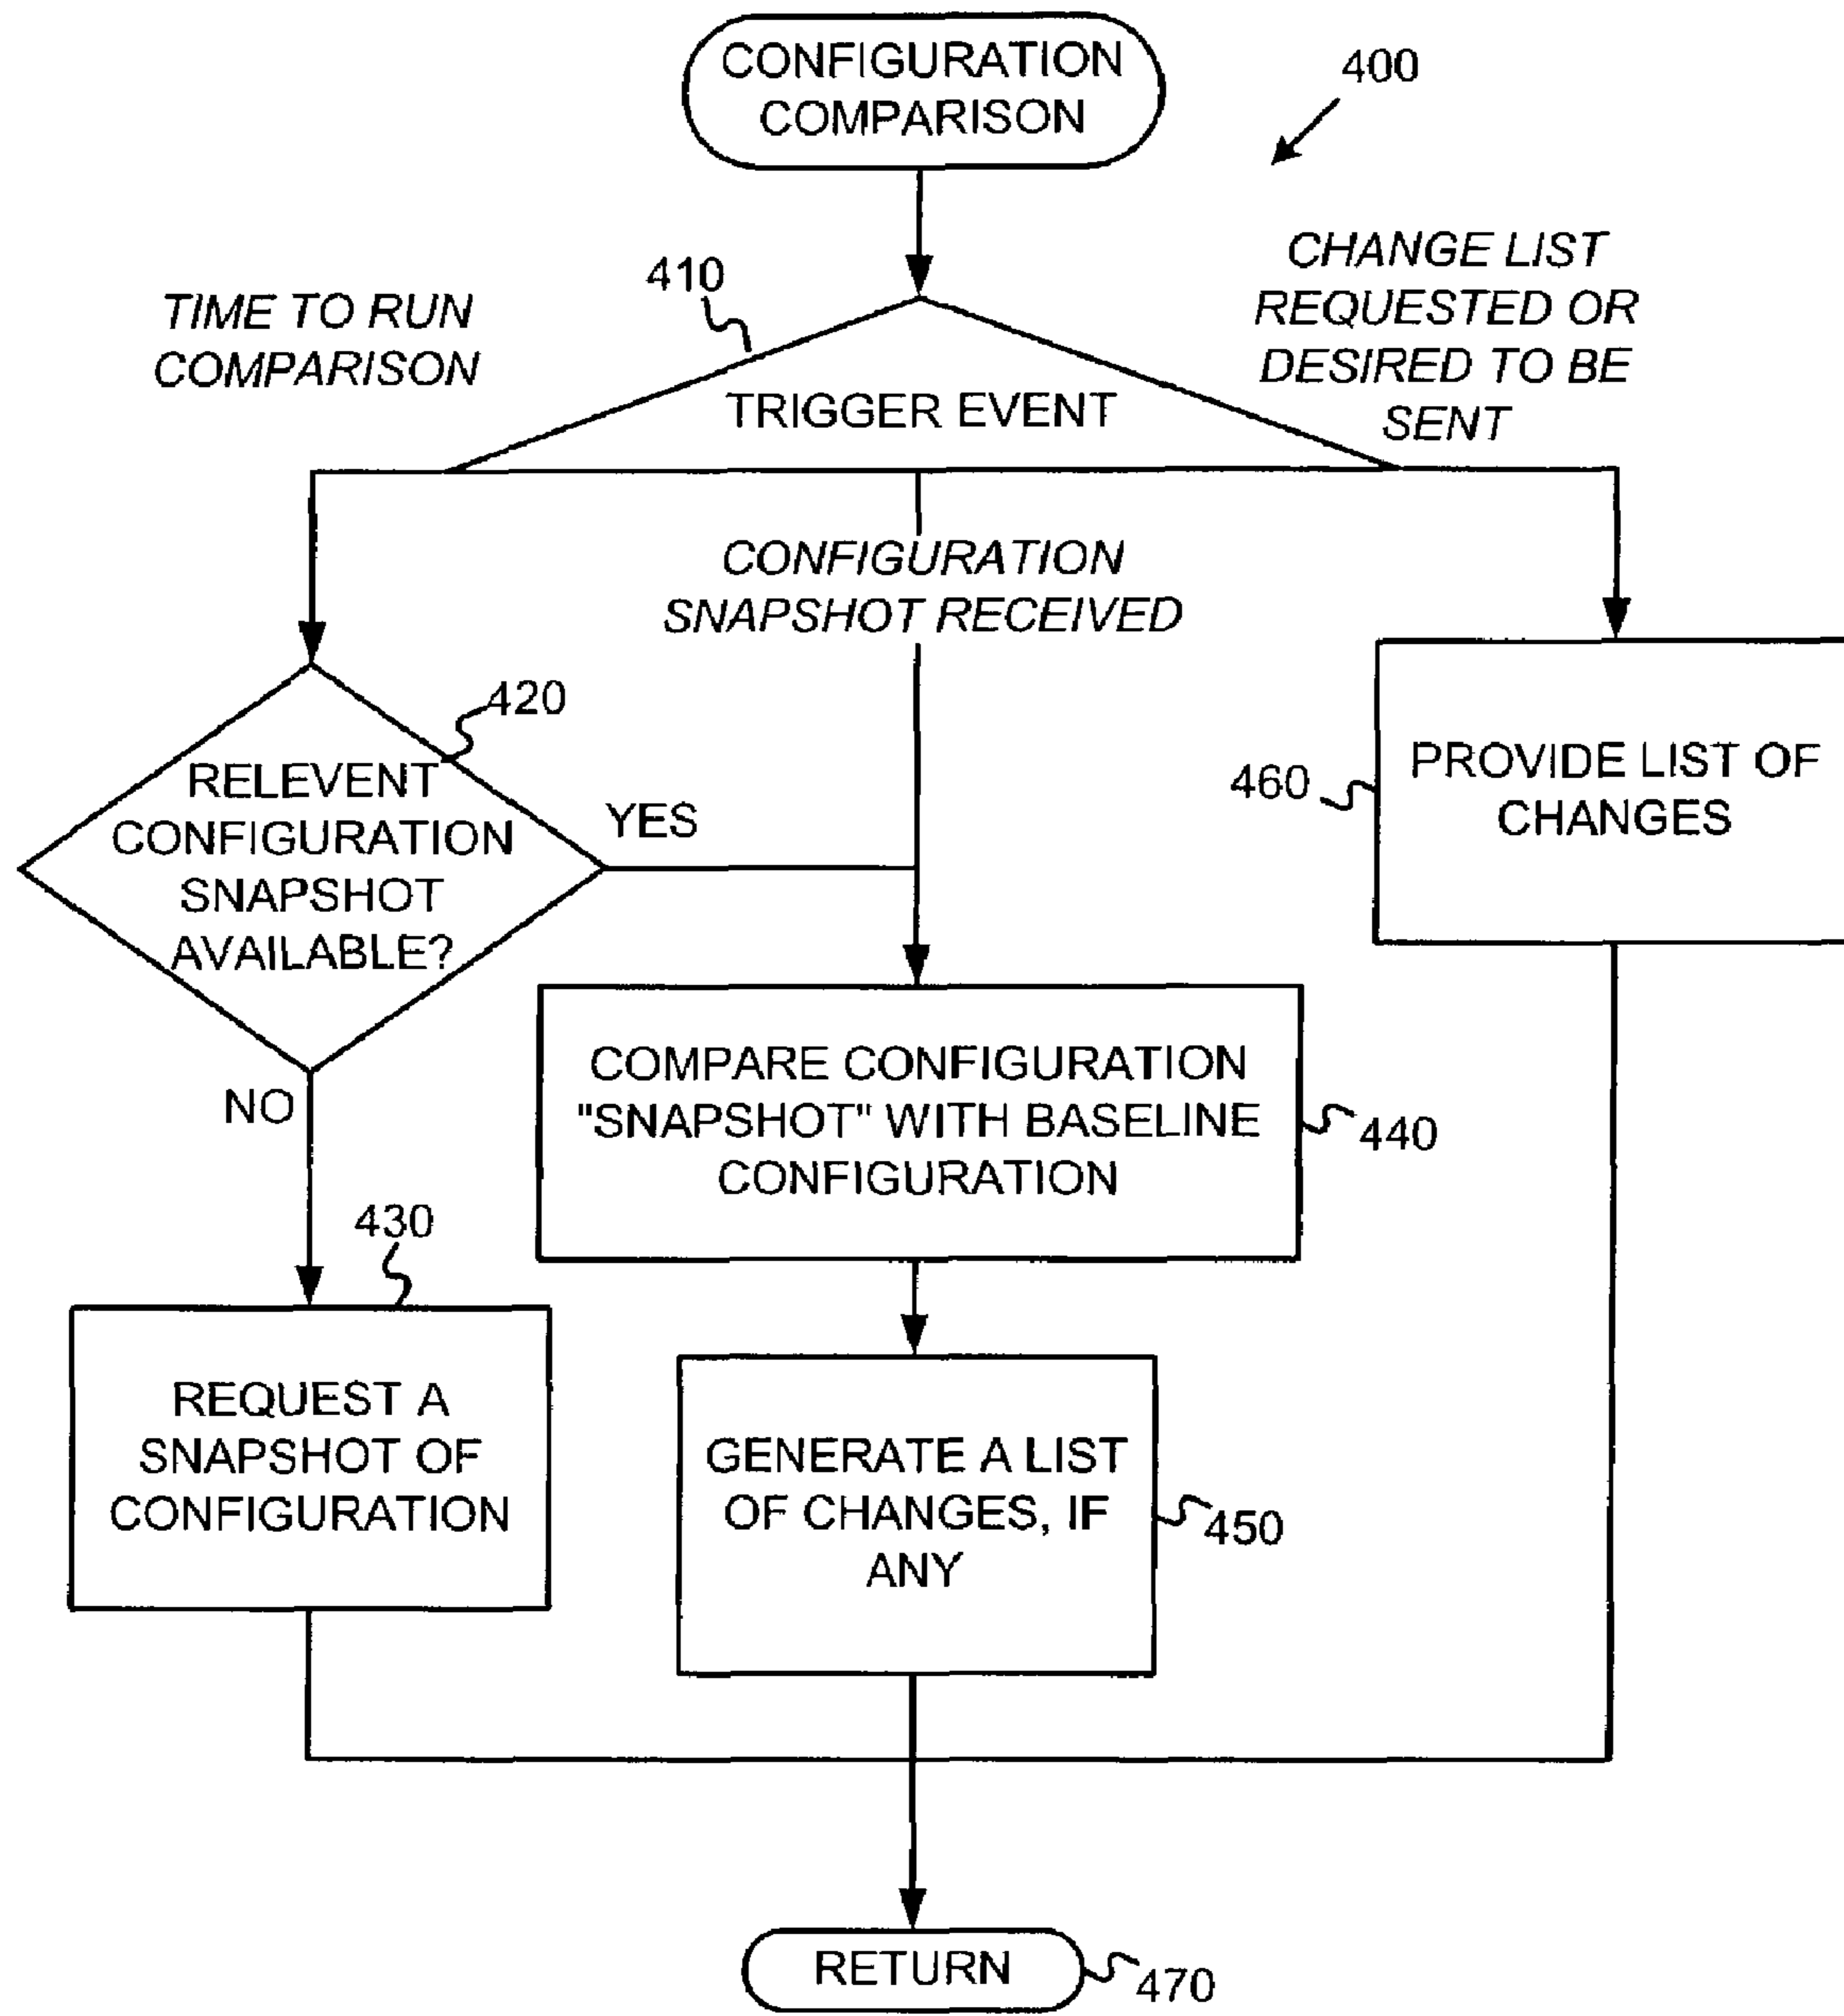 CONFIGURATION
COMPARISON
400
410
TIME TO RUN
COMPARISON
CHANGE LIST
REQUESTED OR
DESIRED TO BE
SENT
TRIGGER EVENT
CONFIGURATION
SNAPSHOT RECEIVED
420
RELEVENT
CONFIGURATION
SNAPSHOT
AVAILABLE?
YES
NO
460
PROVIDE LIST OF
CHANGES
COMPARE CONFIGURATION
"SNAPSHOT" WITH BASELINE
CONFIGURATION
440
430
REQUEST A
SNAPSHOT OF
CONFIGURATION
GENERATE A LIST
OF CHANGES, IF
ANY
450
RETURN
470